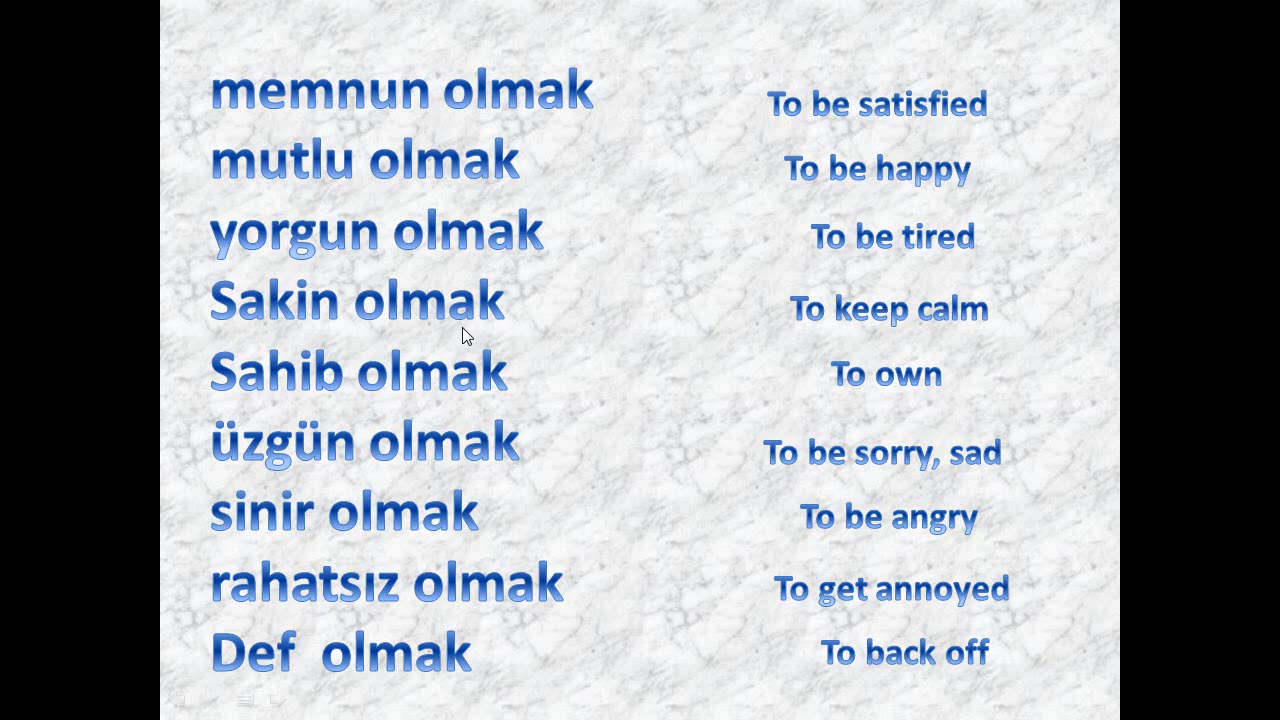 memnun olmak To be satisfied
mutlu olmak To be happy
yorgun olmak To be tired
Sakin olmak To keep calm
Sahib olmak To own
üzgün olmak To be sorry, sad
sinir olmak To be angry
rahatsız olmak To get annoyed
Def olmak To back off